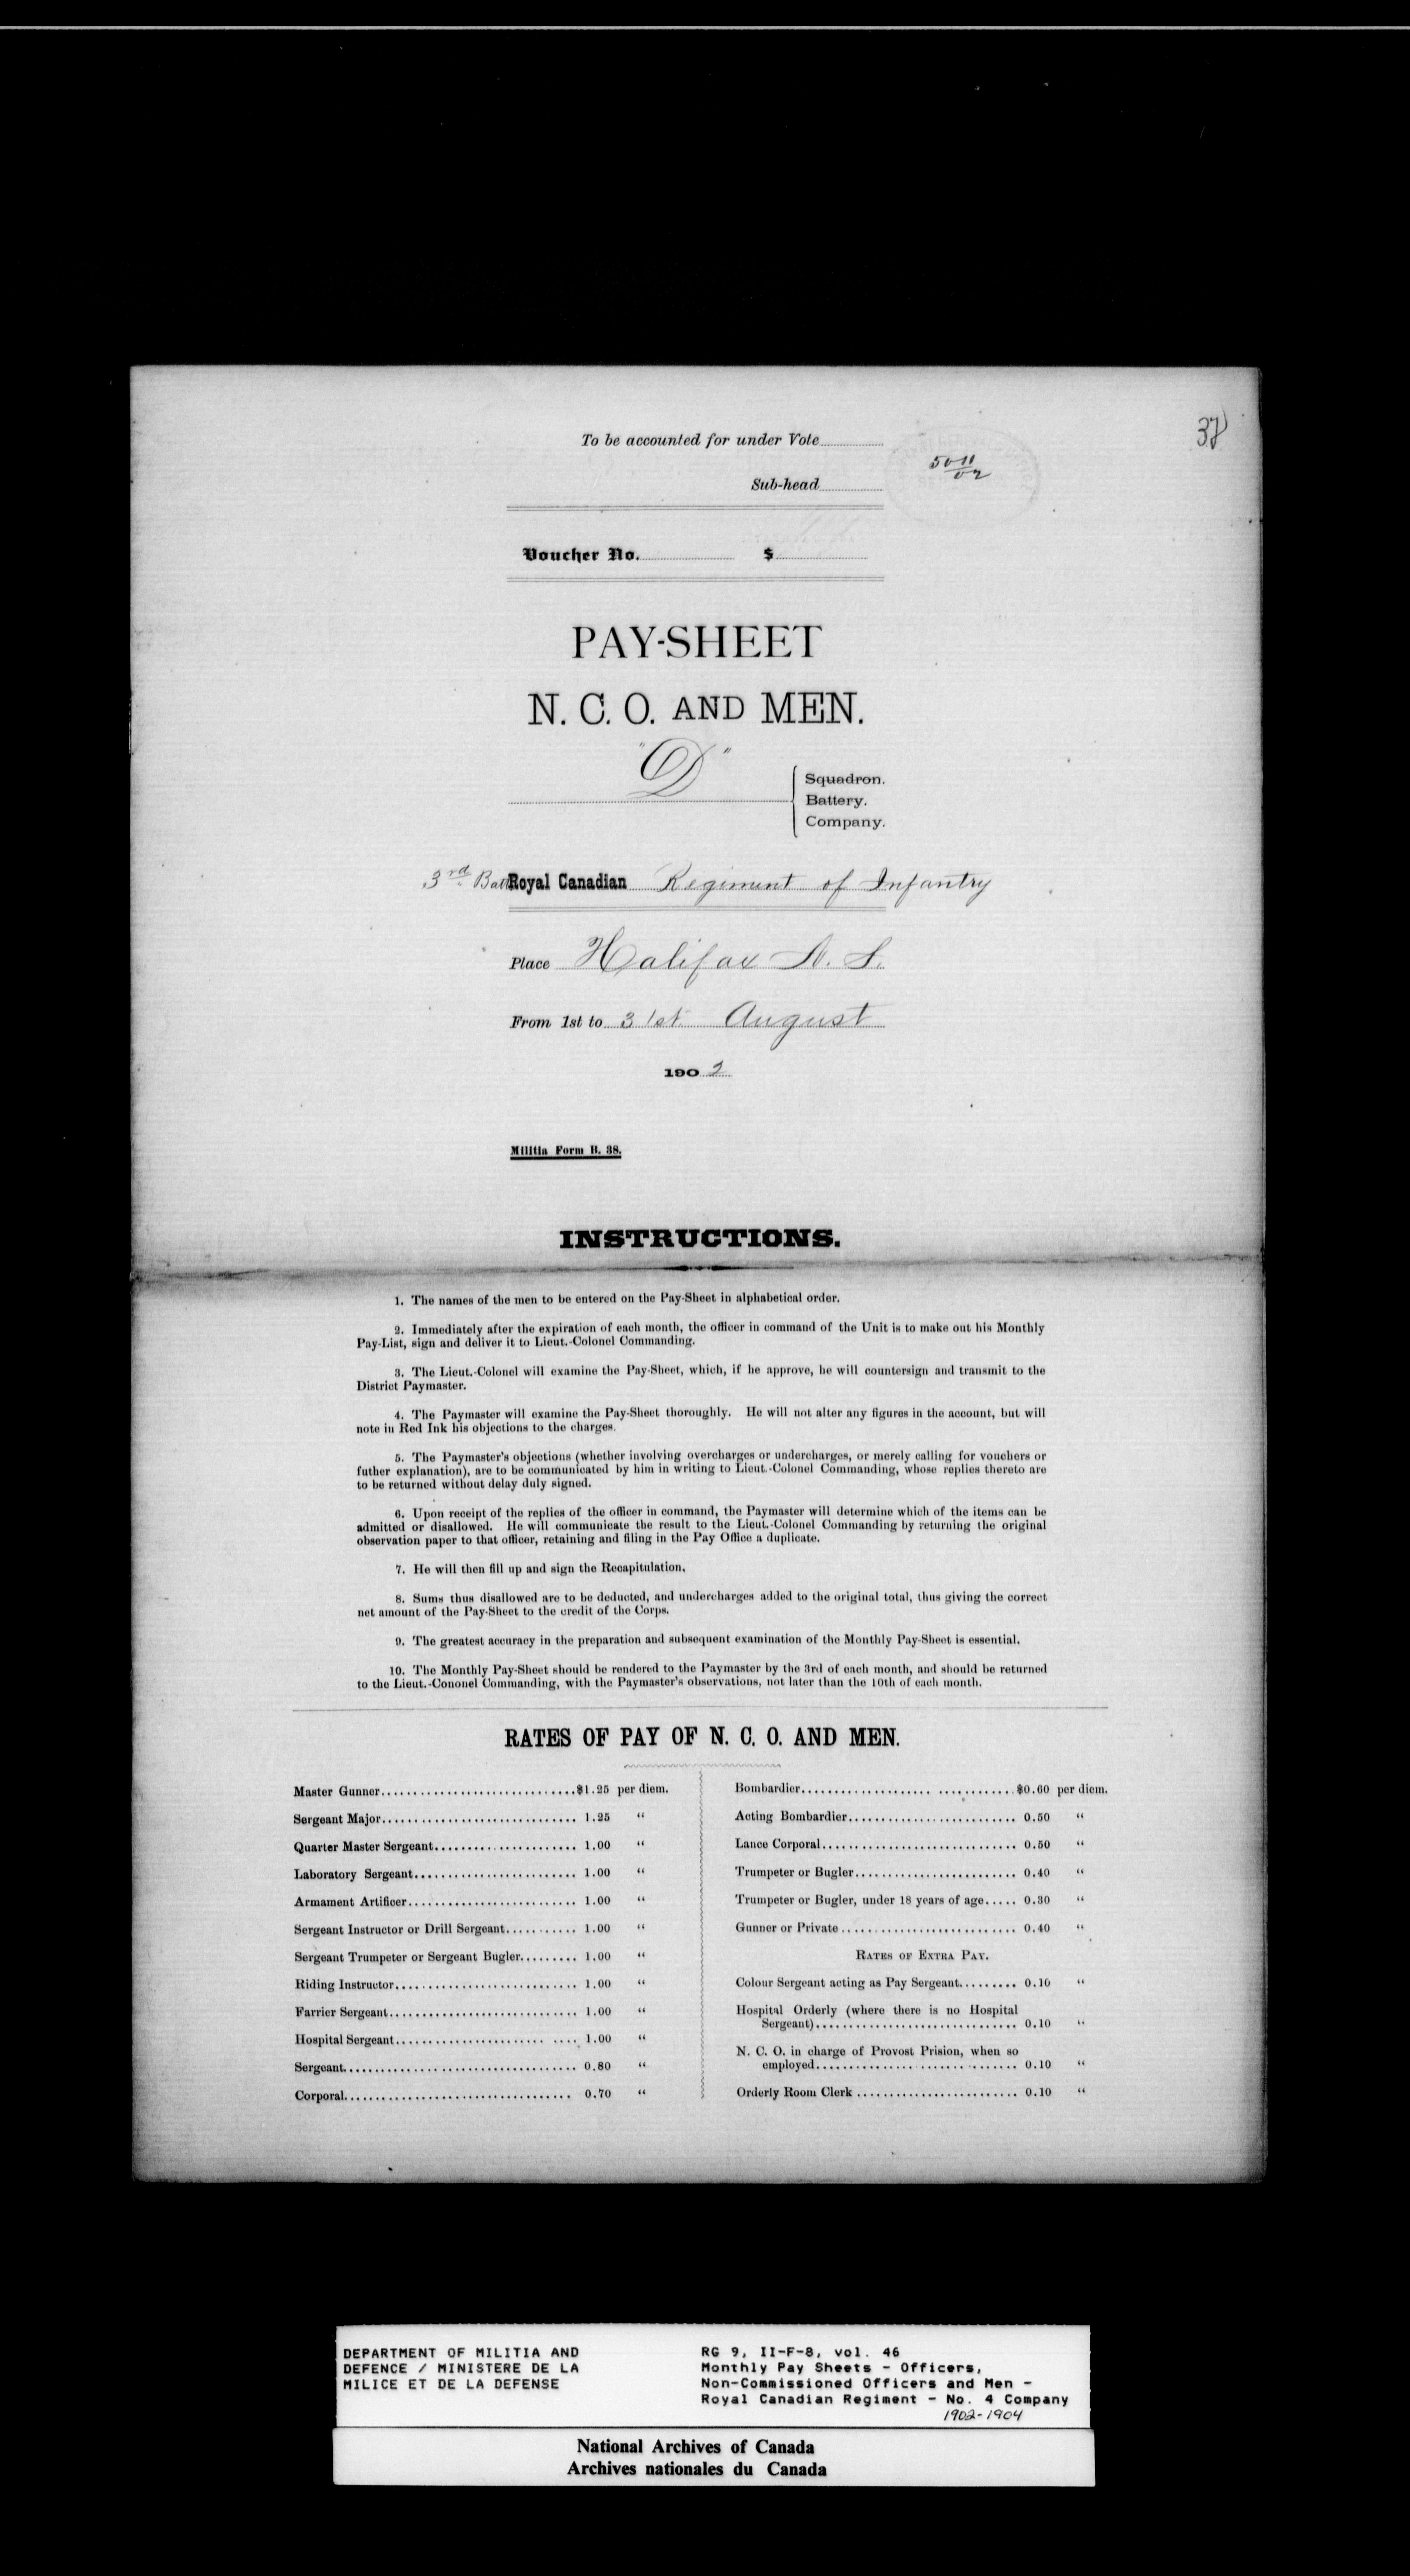 37
To be accounted for under Vote
5011/02
Sub-head
Voucher No. $
PAY-SHEET
N. C. O. AND MEN.
"D"
Squadron.
Battery.
Company.
3rd Batt Royal Canadian Regiment of Infantry
Place Halifax N. S.
From 1st to 31st August
1902
Militia Form B. 38.
INSTRUCTIONS.
1. The names of the men to be entered on the Pay-Sheet in alphabetical order.
2. Immediately after the expiration of each month, the officer in command of the Unit is to make out his Monthly
Pay-List, sign and deliver it to Lieut.-Colonel Commanding.
3. The Lieut.-Colonel will examine the Pay-Sheet, which, if he approve, he will countersign and transmit to the
District Paymaster.
4. The Paymaster will examine the Pay-Sheet thoroughly. He will not alter any figures in the account, but will
note in Red Ink his objections to the charges.
5. The Paymaster's objections (whether involving overcharges or undercharges, or merely calling for vouchers or
futher explanation), are to be communicated by him in writing to Lieut.-Colonel Commanding, whose replies thereto are
to be returned without delay duly signed.
6. Upon receipt of the replies of the officer in command, the Paymaster will determine which of the items can be
admitted or disallowed. He will communicate the result to the Lieut.-Colonel Commanding by returning the original
observation paper to that officer, retaining and filing in the Pay Office a duplicate.
7. He will then fill up and sign the Recapitulation.
8. Sums thus disallowed are to be deducted, and undercharges added to the original total, thus giving the correct
net amount of the Pay-Sheet to the credit of the Corps.
9. The greatest accuracy in the preparation and subsequent examination of the Monthly Pay-Sheet is essential.
10. The Monthly Pay-Sheet should be rendered to the Paymaster by the 3rd of each month, and should be returned
to the Lieut.-Cononel Commanding, with the Paymaster's observations, not later than the 10th of each month.
RATES OF PAY OF N. C. O. AND MEN.
Master Gunner $1.25 per diem.
Sergeant Major 1.25 "
Quarter Master Sergeant 1.00 "
Laboratory Sergeant 1.00 "
Armament Artificer 1.00 "
Sergeant Instructor or Drill Sergeant 1.00 "
Sergeant Trumpeter or Sergeant Bugler 1.00 "
Riding Instructor 1.00 "
Farrier Sergeant 1.00 "
Hospital Sergeant 1.00 "
Sergeant 0.80 "
Corporal 0.70 "
Bombardier $0.60 per diem.
Acting Bombardier 0.50 "
Lance Corporal 0.50 "
Trumpeter or Bugler 0.40 "
Trumpeter or Bugler, under 18 years of age 0.30 "
Gunner or Private 0.40 "
RATES OF EXTRA PAY.
Colour Sergeant acting as Pay Sergeant 0.10 "
Hospital Orderly (where there is no Hospital
Sergeant) 0.10 "
N. C. O. in charge of Provost Prision, when so
employed 0.10 "
Orderly Room Clerk 0.10 "
DEPARTMENT OF MILITIA AND
DEFENCE / MINISTERE DE LA
MILICE ET DE LA DEFENSE
RG 9, II-F-8, vol. 46
Monthly Pay Sheets - Officers,
Non-Commissioned Officers and Men -
Royal Canadian Regiment - No. 4 Company
1902-1904
National Archives of Canada
Archives nationales du Canada